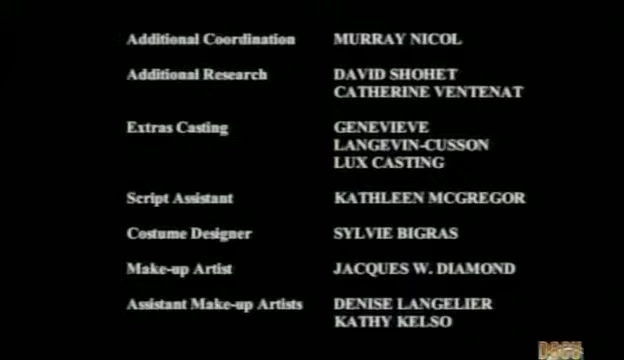 Additional Coordination MURRAY NICOL
Additional Research DAVID SHOHET
CATHERINE VENTENAT
Extras Casting GENEVIEVE
LANGEVIN-CUSSON
LUX CASTING
Script Assistant KATHLEEN MCGREGOR
Costume Designer SYLVIE BIGRAS
Make-up Artist JACQUES W. DIAMOND
Assistant Make-up Artists DENISE LANGELIER
KATHY KELSO